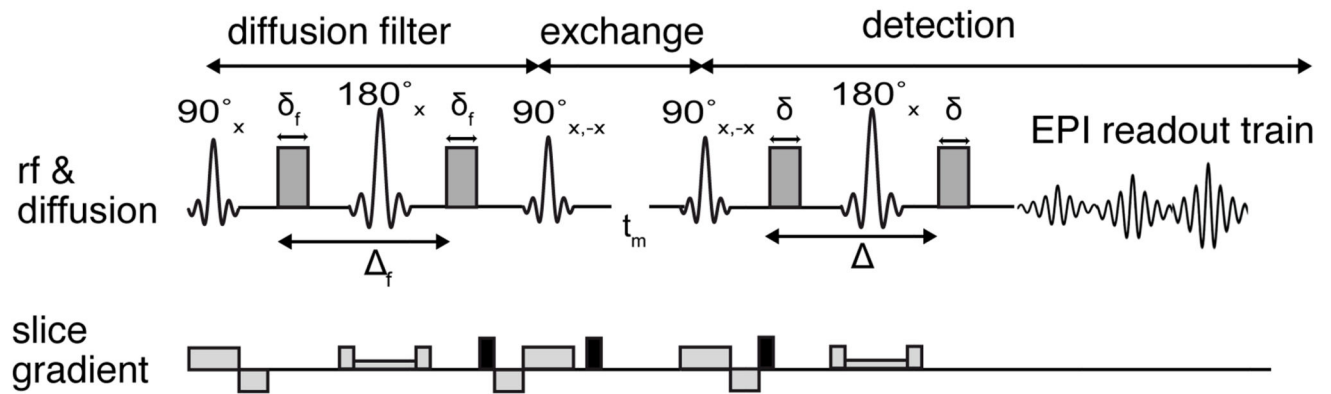 diffusion filter exchange detection
90°x δf 180°x δf 90°x,-x 90°x,-x δ 180°x δ
EPI readout train
rf &
diffusion
tm
Δf Δ
slice
gradient